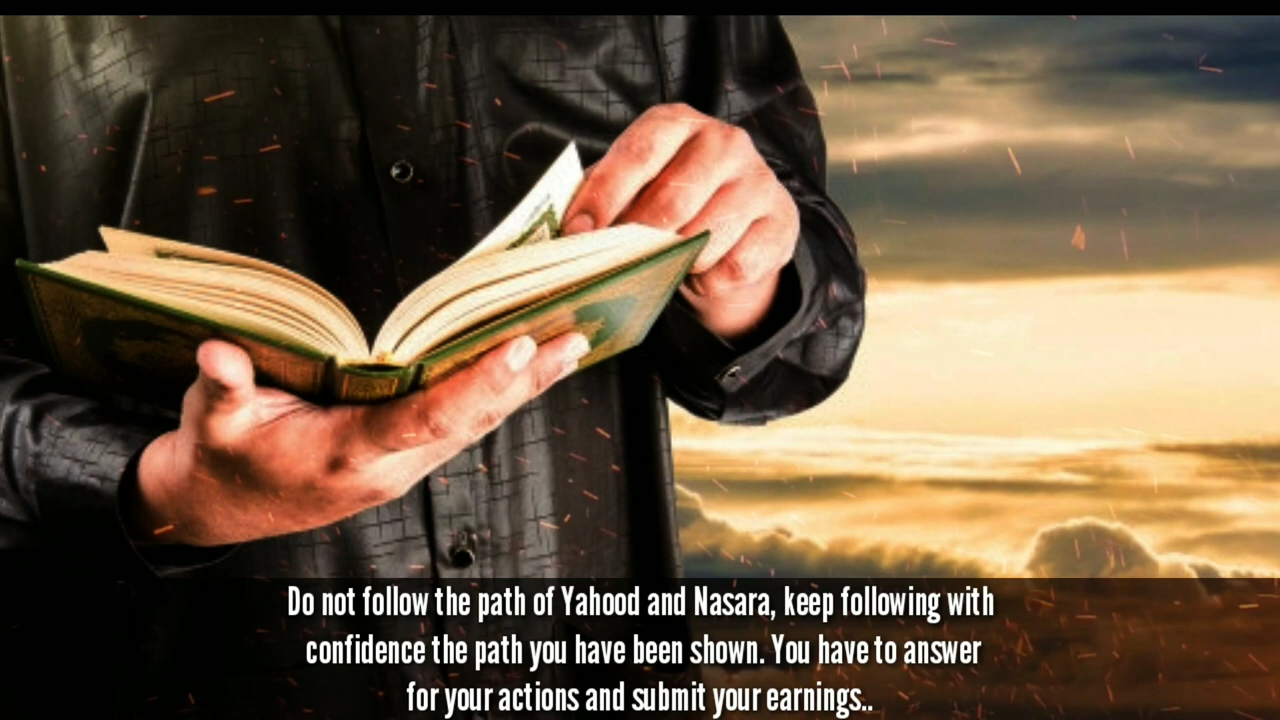 Do not follow the path of Yahood and Nasara, keep following with
confidence the path you have been shown. You have to answer
for your actions and submit your earnings..